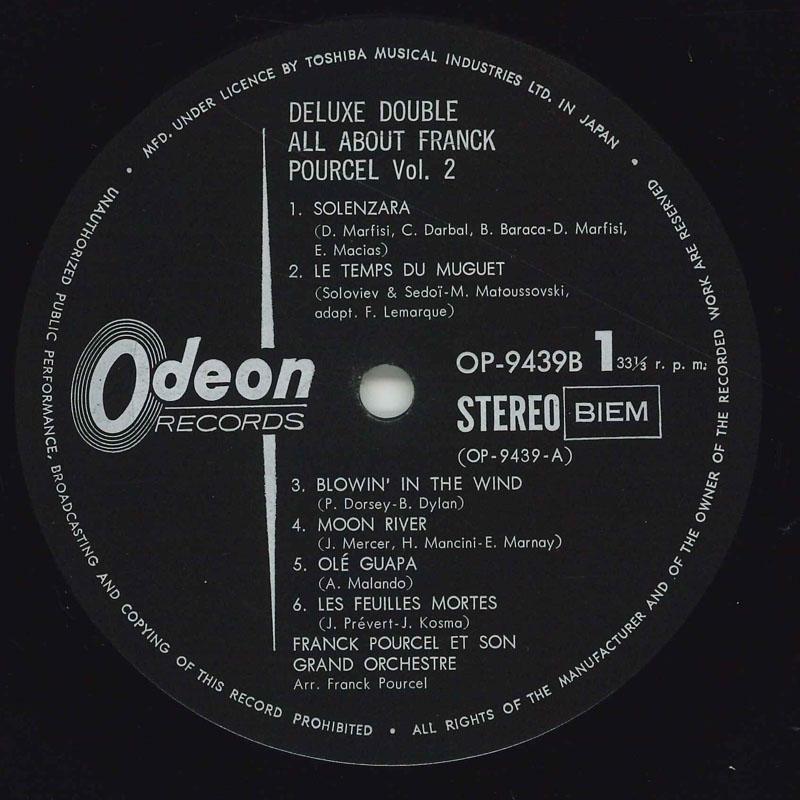 MFD. UNDER LICENCE BY TOSHIBA MUSICAL INDUSTRIES LTD. IN JAPAN
DELUXE DOUBLE
ALL ABOUT FRANCK
POURCEL Vol. 2
1. SOLENZARA
(D. Marfisi, C. Darbal, B. Baraca-D. Marfisi,
E. Macias)
2. LE TEMPS DU MUGUET
(Soloviev & Sedoï-M. Matoussovski,
adapt. F. Lemarque)
Odeon
RECORDS
OP-9439B 1 33⅓ r. p. m.
STEREO BIEM
(OP-9439-A)
3. BLOWIN' IN THE WIND
(P. Dorsey-B. Dylan)
4. MOON RIVER
(J. Mercer, H. Mancini-E. Marnay)
5. OLÉ GUAPA
(A. Malando)
6. LES FEUILLES MORTES
(J. Prévert-J. Kosma)
FRANCK POURCEL ET SON
GRAND ORCHESTRE
Arr. Franck Pourcel
UNAUTHORIZED PUBLIC PERFORMANCE, BROADCASTING AND COPYING OF THIS RECORD PROHIBITED • ALL RIGHTS OF THE MANUFACTURER AND OF THE OWNER OF THE RECORDED WORK ARE RESERVED